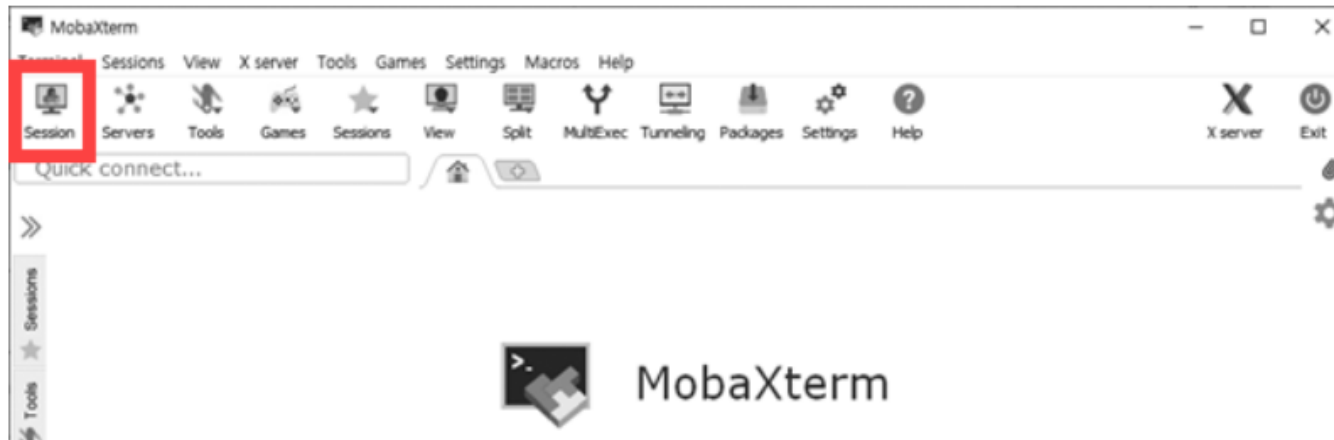 MobaXterm
Terminal Sessions View X server Tools Games Settings Macros Help
Session Servers Tools Games Sessions View Split MultiExec Tunneling Packages Settings Help X server Exit
Quick connect...
Sessions
Tools
>_
MobaXterm